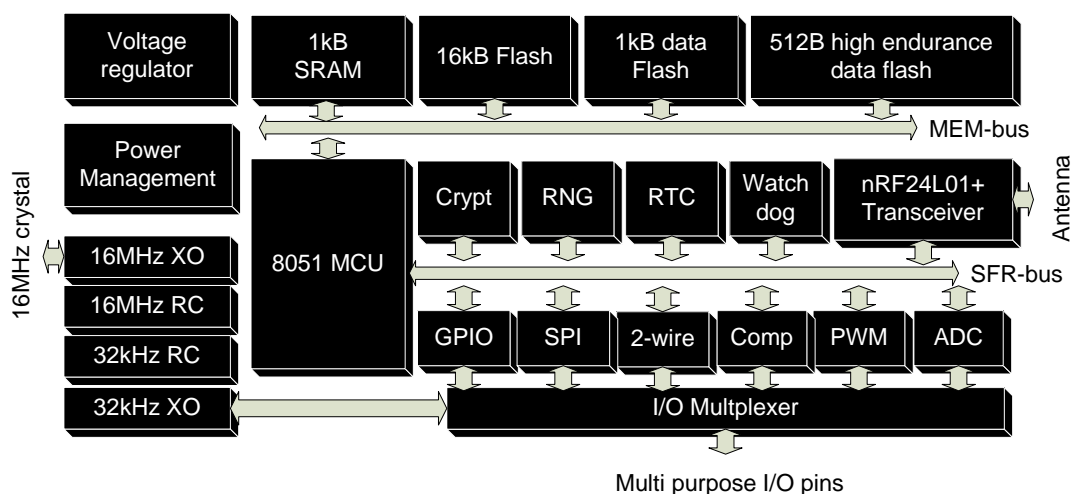 Voltage
regulator
1kB
SRAM
16kB Flash
1kB data
Flash
512B high endurance
data flash
MEM-bus
Power
Management
16MHz crystal
16MHz XO
16MHz RC
32kHz RC
32kHz XO
8051 MCU
Crypt
RNG
RTC
Watch
dog
nRF24L01+
Transceiver
Antenna
SFR-bus
GPIO
SPI
2-wire
Comp
PWM
ADC
I/O Multplexer
Multi purpose I/O pins